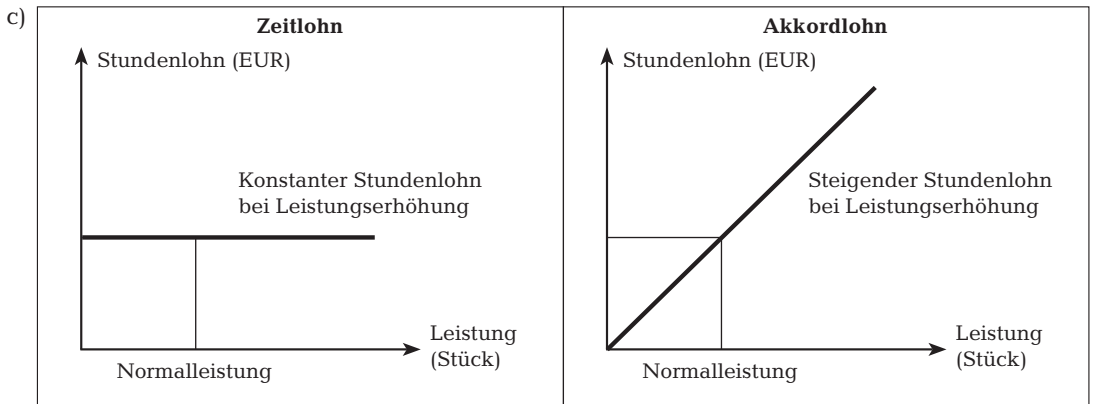 c)
Zeitlohn
Stundenlohn (EUR)
Konstanter Stundenlohn
bei Leistungserhöhung
Leistung
(Stück)
Normalleistung
Akkordlohn
Stundenlohn (EUR)
Steigender Stundenlohn
bei Leistungserhöhung
Leistung
(Stück)
Normalleistung